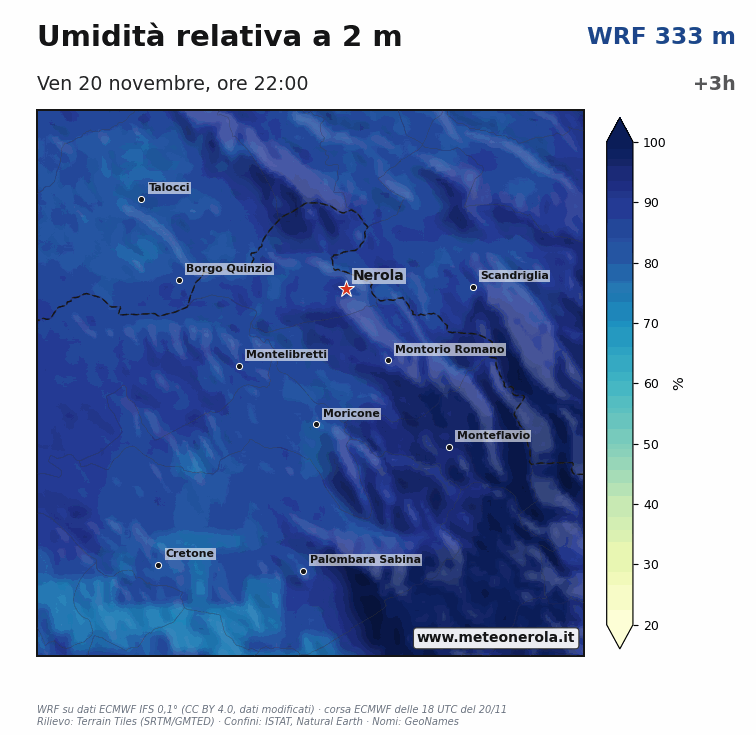 Umidità relativa a 2 m
WRF 333 m
Ven 20 novembre, ore 22:00
+3h
Talocci
Borgo Quinzio
Nerola
Scandriglia
Montelibretti
Montorio Romano
Moricone
Monteflavio
Cretone
Palombara Sabina
www.meteonerola.it
100
90
80
70
60
50
40
30
20
%
WRF su dati ECMWF IFS 0,1° (CC BY 4.0, dati modificati) · corsa ECMWF delle 18 UTC del 20/11
Rilievo: Terrain Tiles (SRTM/GMTED) · Confini: ISTAT, Natural Earth · Nomi: GeoNames